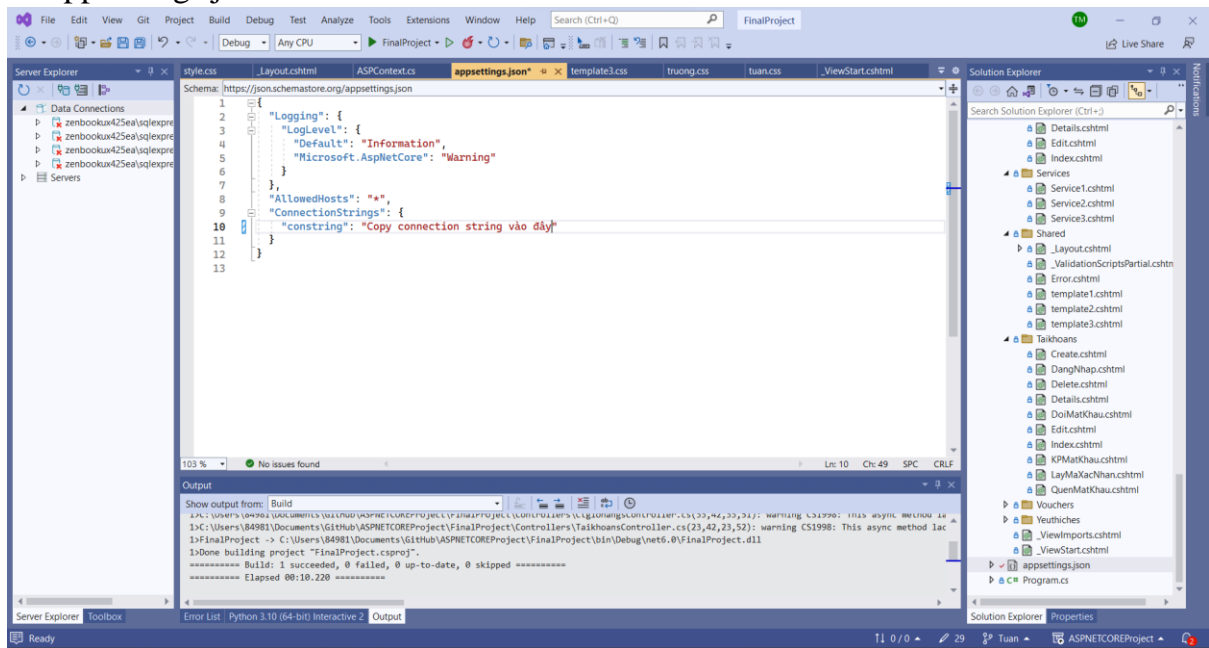 File Edit View Git Project Build Debug Test Analyze Tools Extensions Window Help Search (Ctrl+Q) FinalProject TM
Debug Any CPU FinalProject Live Share
Server Explorer
Data Connections
zenbookux425ea\sqlexpre
zenbookux425ea\sqlexpre
zenbookux425ea\sqlexpre
zenbookux425ea\sqlexpre
Servers
style.css _Layout.cshtml ASPContext.cs appsettings.json* template3.css truong.css tuan.css _ViewStart.cshtml
Schema: https://json.schemastore.org/appsettings.json
1 {
2 "Logging": {
3 "LogLevel": {
4 "Default": "Information",
5 "Microsoft.AspNetCore": "Warning"
6 }
7 },
8 "AllowedHosts": "*",
9 "ConnectionStrings": {
10 "constring": "Copy connection string vào đây"
11 }
12 }
13
103 % No issues found Ln: 10 Ch: 49 SPC CRLF
Output
Show output from: Build
1>C:\Users\84981\Documents\GitHub\ASPNETCOREProject\FinalProject\Controllers\TaikhoansController.cs(23,42,23,52): warning CS1998: This async method lac
1>FinalProject -> C:\Users\84981\Documents\GitHub\ASPNETCOREProject\FinalProject\bin\Debug\net6.0\FinalProject.dll
1>Done building project "FinalProject.csproj".
========== Build: 1 succeeded, 0 failed, 0 up-to-date, 0 skipped ==========
========== Elapsed 00:10.220 ==========
Server Explorer Toolbox
Error List Python 3.10 (64-bit) Interactive 2 Output
Solution Explorer
Search Solution Explorer (Ctrl+;)
Details.cshtml
Edit.cshtml
Index.cshtml
Services
Service1.cshtml
Service2.cshtml
Service3.cshtml
Shared
_Layout.cshtml
_ValidationScriptsPartial.cshtm
Error.cshtml
template1.cshtml
template2.cshtml
template3.cshtml
Taikhoans
Create.cshtml
DangNhap.cshtml
Delete.cshtml
Details.cshtml
DoiMatKhau.cshtml
Edit.cshtml
Index.cshtml
KPMatKhau.cshtml
LayMaXacNhan.cshtml
QuenMatKhau.cshtml
Vouchers
Yeuthiches
_ViewImports.cshtml
_ViewStart.cshtml
appsettings.json
C# Program.cs
Solution Explorer Properties
Notifications
Ready 0 / 0 29 Tuan ASPNETCOREProject 2